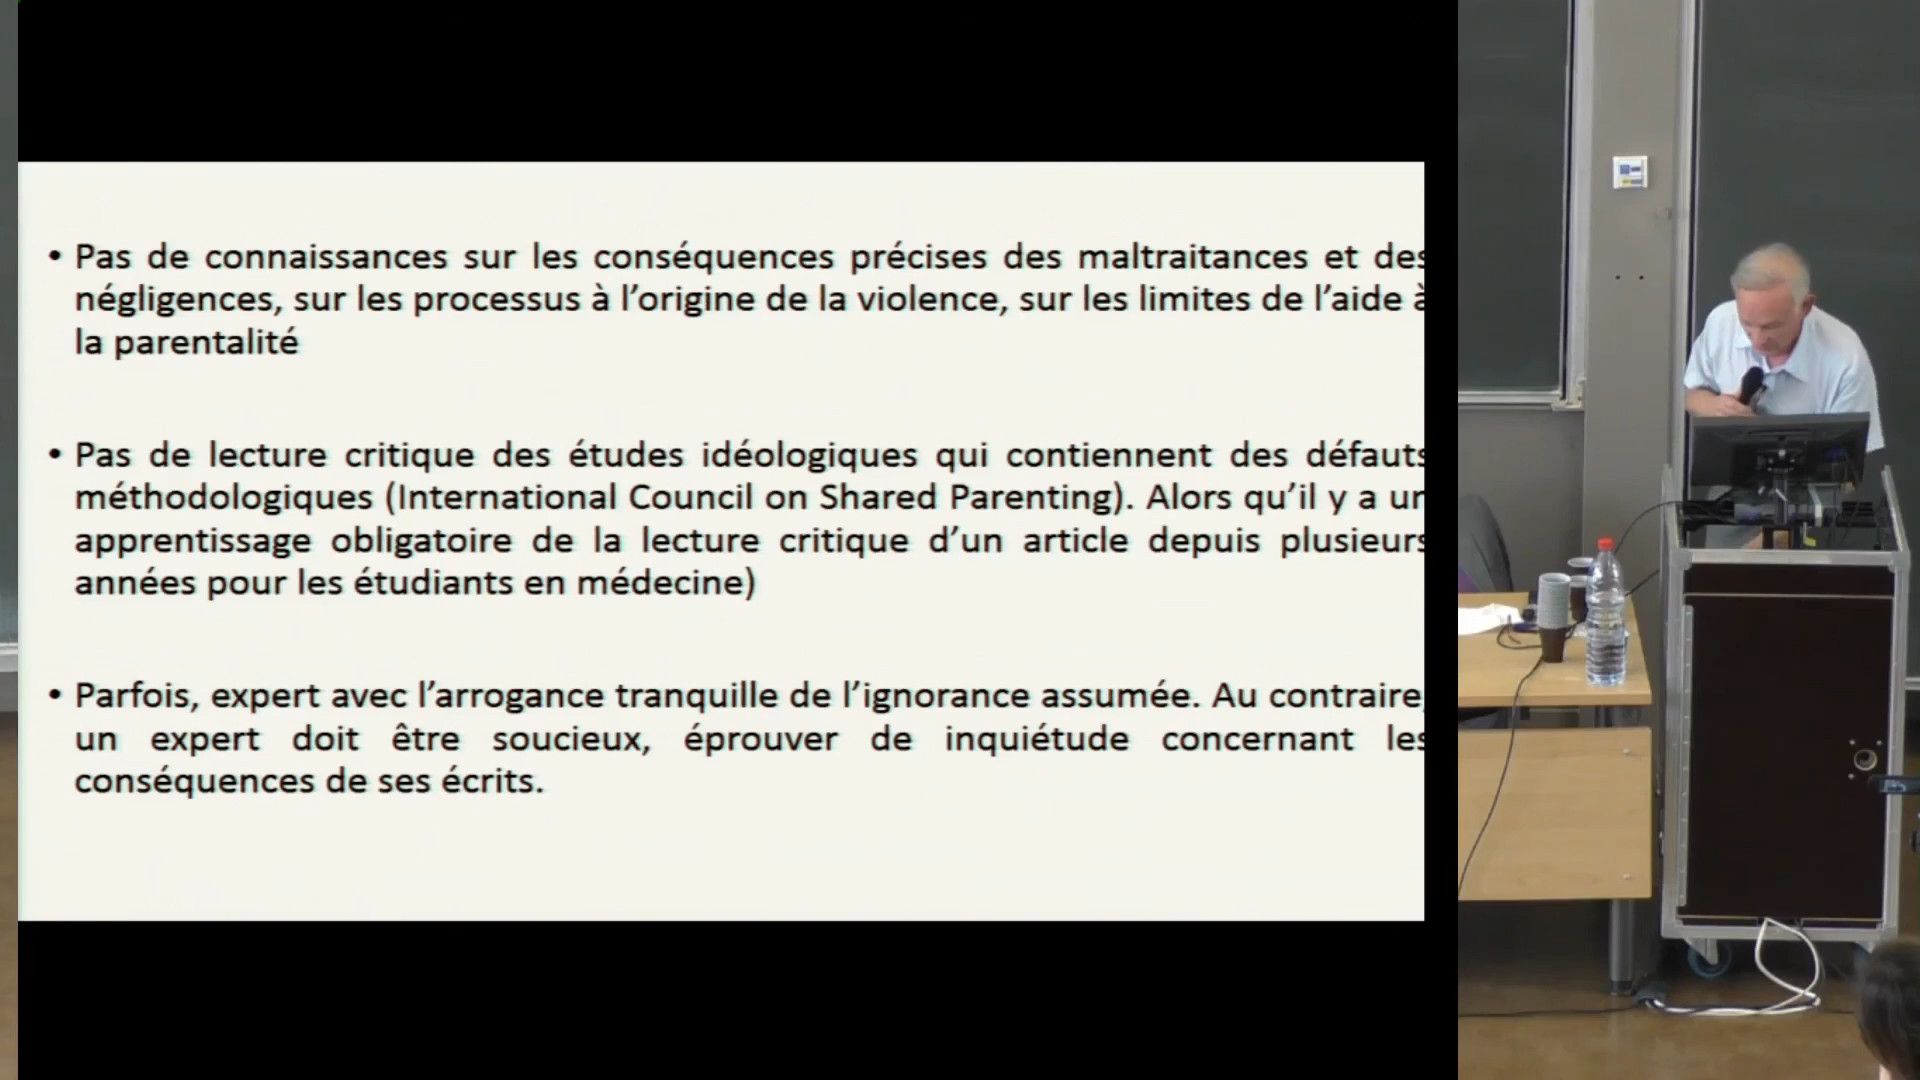 • Pas de connaissances sur les conséquences précises des maltraitances et des
négligences, sur les processus à l'origine de la violence, sur les limites de l'aide à
la parentalité
• Pas de lecture critique des études idéologiques qui contiennent des défauts
méthodologiques (International Council on Shared Parenting). Alors qu'il y a un
apprentissage obligatoire de la lecture critique d'un article depuis plusieurs
années pour les étudiants en médecine)
• Parfois, expert avec l'arrogance tranquille de l'ignorance assumée. Au contraire,
un expert doit être soucieux, éprouver de inquiétude concernant les
conséquences de ses écrits.